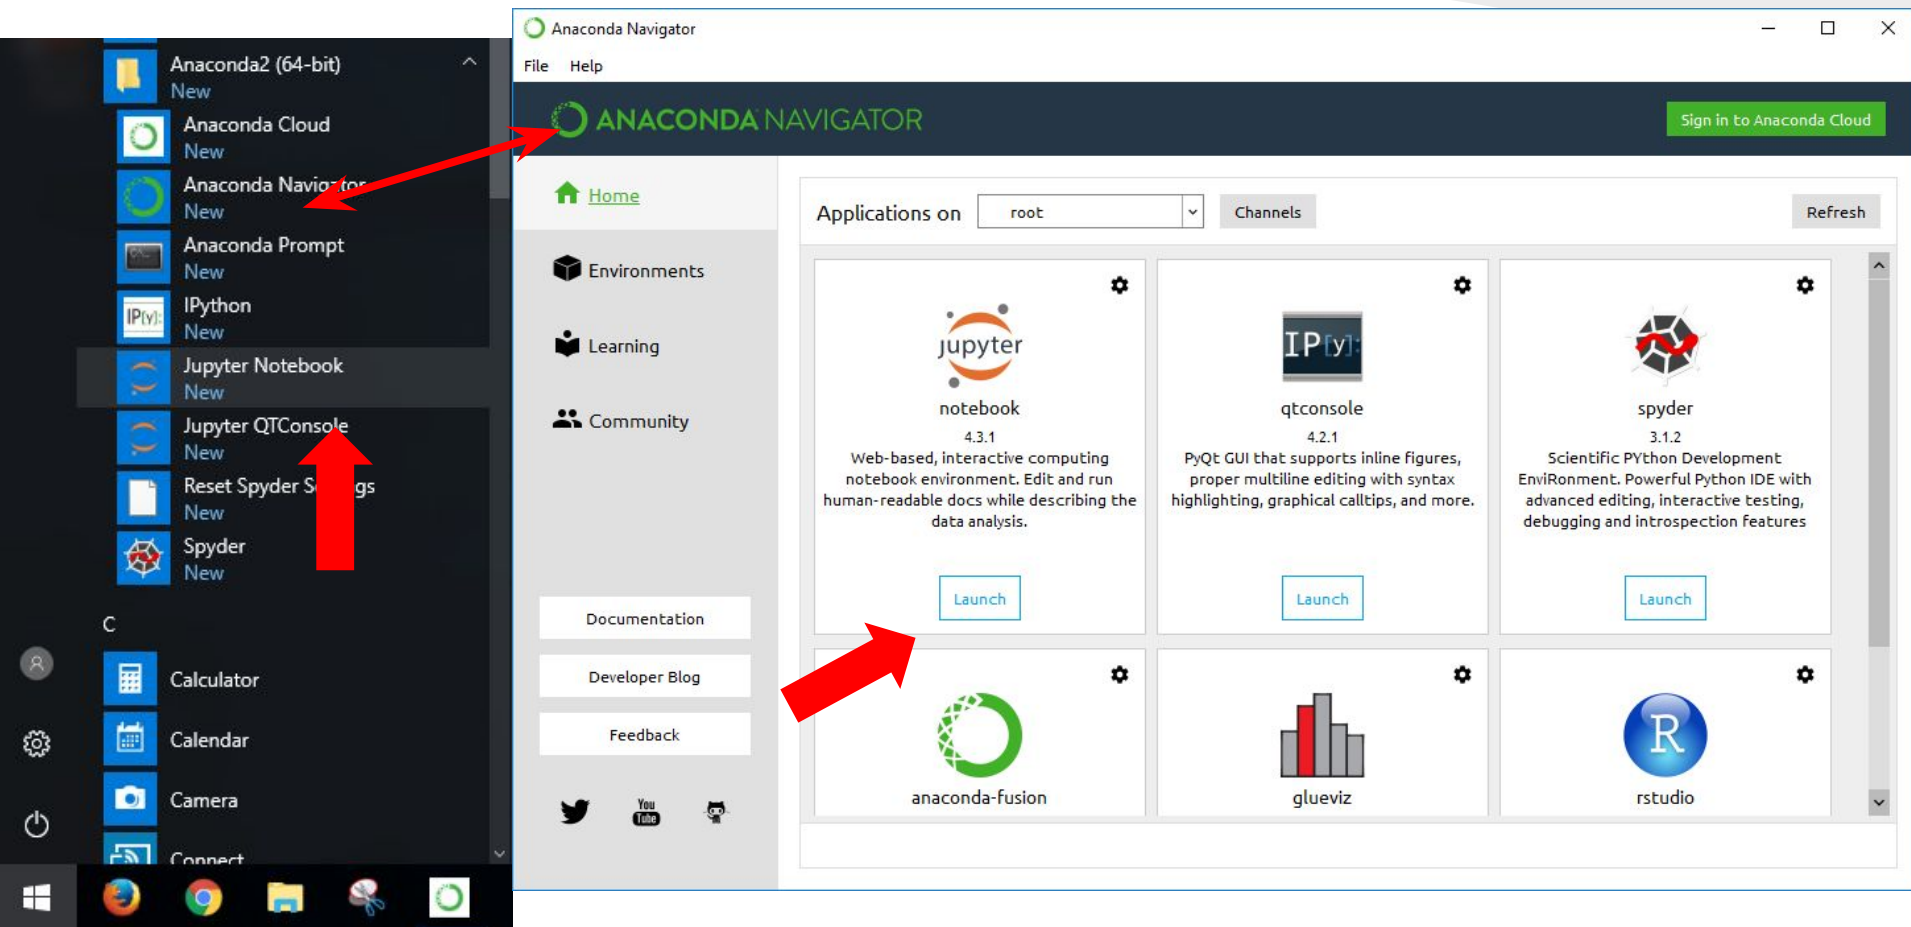 Anaconda2 (64-bit)
New
Anaconda Cloud
New
Anaconda Navigator
New
Anaconda Prompt
New
IP[y]:
IPython
New
Jupyter Notebook
New
Jupyter QTConsole
New
Reset Spyder
New
Spyder
New
C
Calculator
Calendar
Camera
Connect
Anaconda Navigator
File Help
ANACONDA NAVIGATOR
Sign in to Anaconda Cloud
Home
Environments
Learning
Community
Documentation
Developer Blog
Feedback
You
Tube
Applications on root Channels Refresh
jupyter
notebook
4.3.1
Web-based, interactive computing
notebook environment. Edit and run
human-readable docs while describing the
data analysis.
Launch
IP[y]:
qtconsole
4.2.1
PyQt GUI that supports inline figures,
proper multiline editing with syntax
highlighting, graphical calltips, and more.
Launch
spyder
3.1.2
Scientific PYthon Development
EnviRonment. Powerful Python IDE with
advanced editing, interactive testing,
debugging and introspection features
Launch
anaconda-fusion
glueviz
R
rstudio